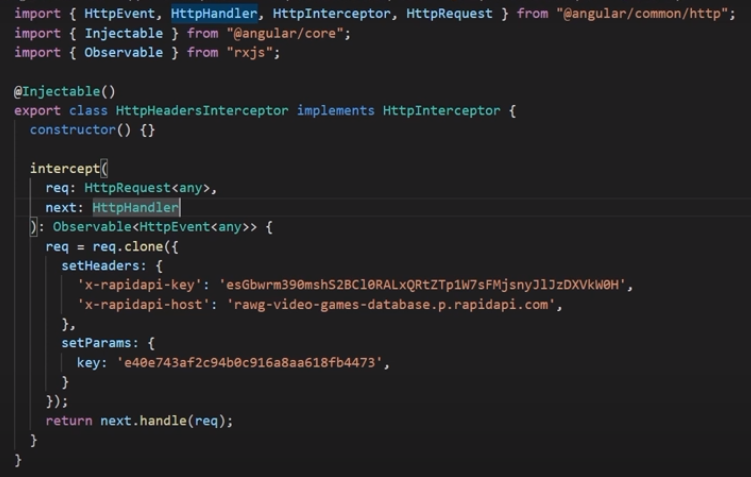 import { HttpEvent, HttpHandler, HttpInterceptor, HttpRequest } from "@angular/common/http";
import { Injectable } from "@angular/core";
import { Observable } from "rxjs";
@Injectable()
export class HttpHeadersInterceptor implements HttpInterceptor {
constructor() {}
intercept(
req: HttpRequest<any>,
next: HttpHandler
): Observable<HttpEvent<any>> {
req = req.clone({
setHeaders: {
'x-rapidapi-key': 'esGbwrm390mshS2BCl0RALxQRtZTp1W7sFMjsnyJlJzDXVkW0H',
'x-rapidapi-host': 'rawg-video-games-database.p.rapidapi.com',
},
setParams: {
key: 'e40e743af2c94b0c916a8aa618fb4473',
}
});
return next.handle(req);
}
}